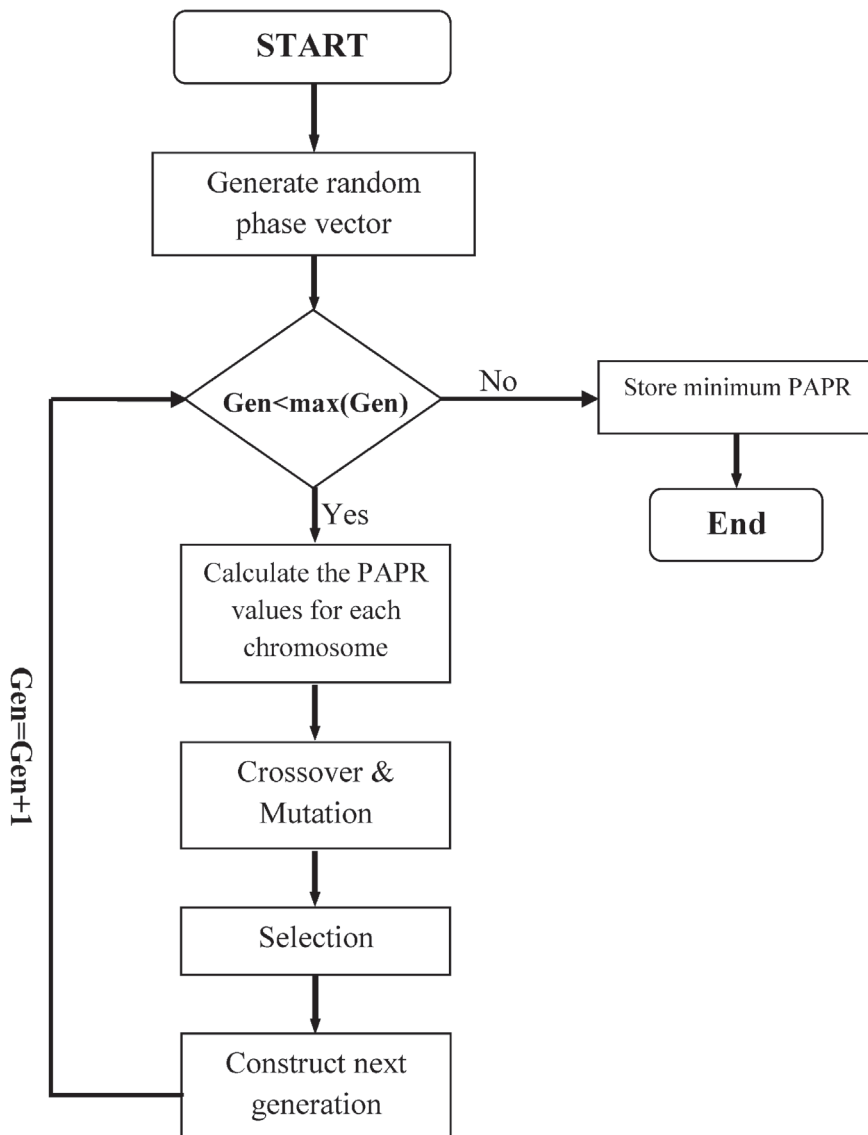 START
Generate random
phase vector
Gen<max(Gen)
No
Store minimum PAPR
End
Yes
Calculate the PAPR
values for each
chromosome
Crossover &
Mutation
Selection
Construct next
generation
Gen=Gen+1